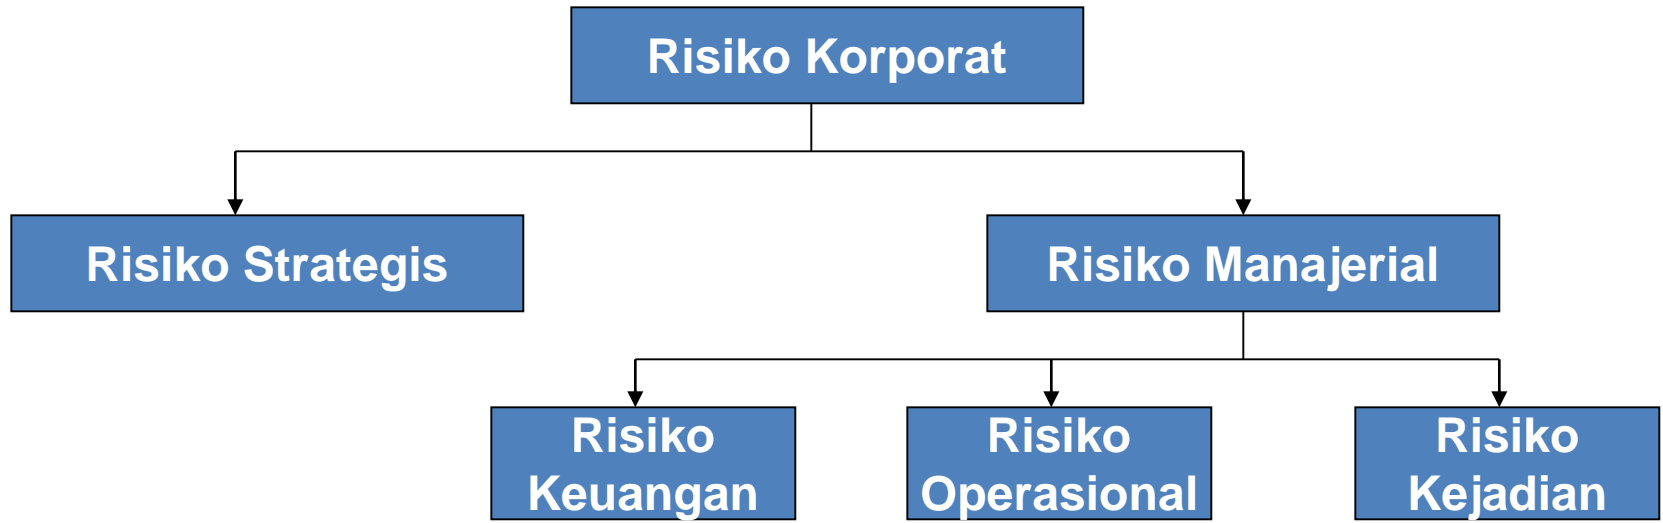 Risiko Korporat
Risiko Strategis
Risiko Manajerial
Risiko
Keuangan
Risiko
Operasional
Risiko
Kejadian